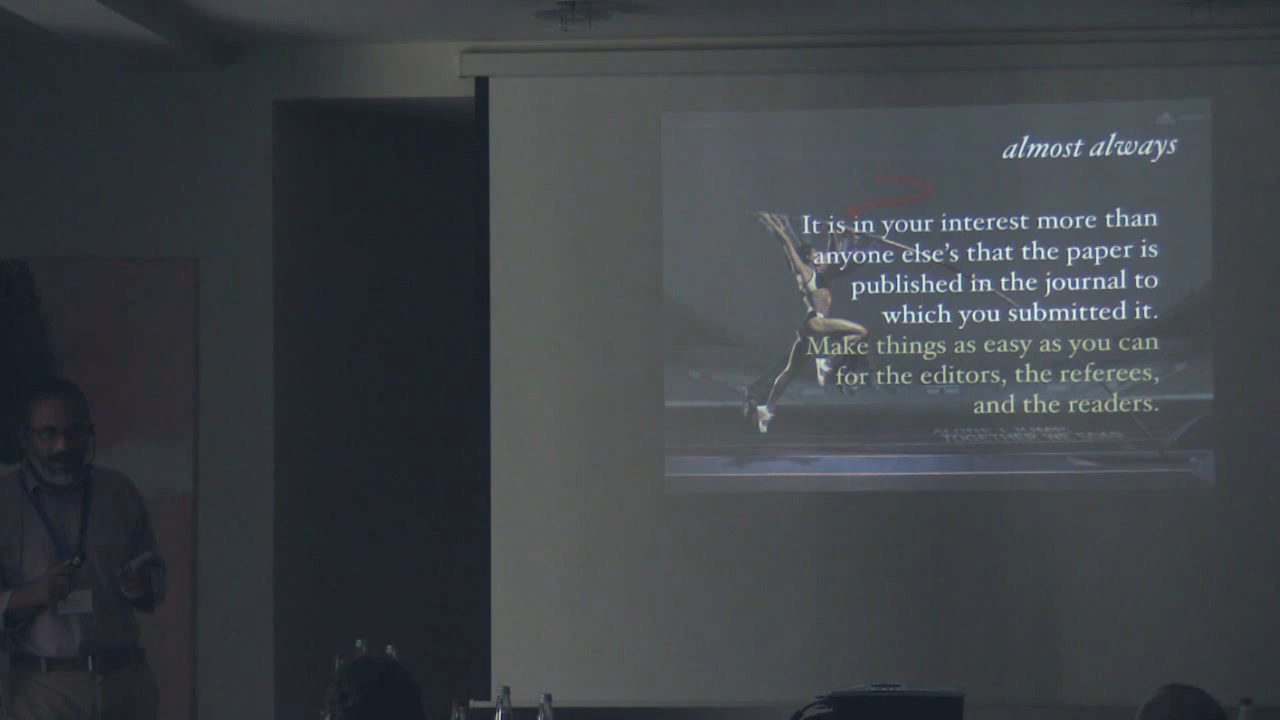 almost always
It is in your interest more than
anyone else's that the paper is
published in the journal to
which you submitted it.
Make things as easy as you can
for the editors, the referees,
and the readers.